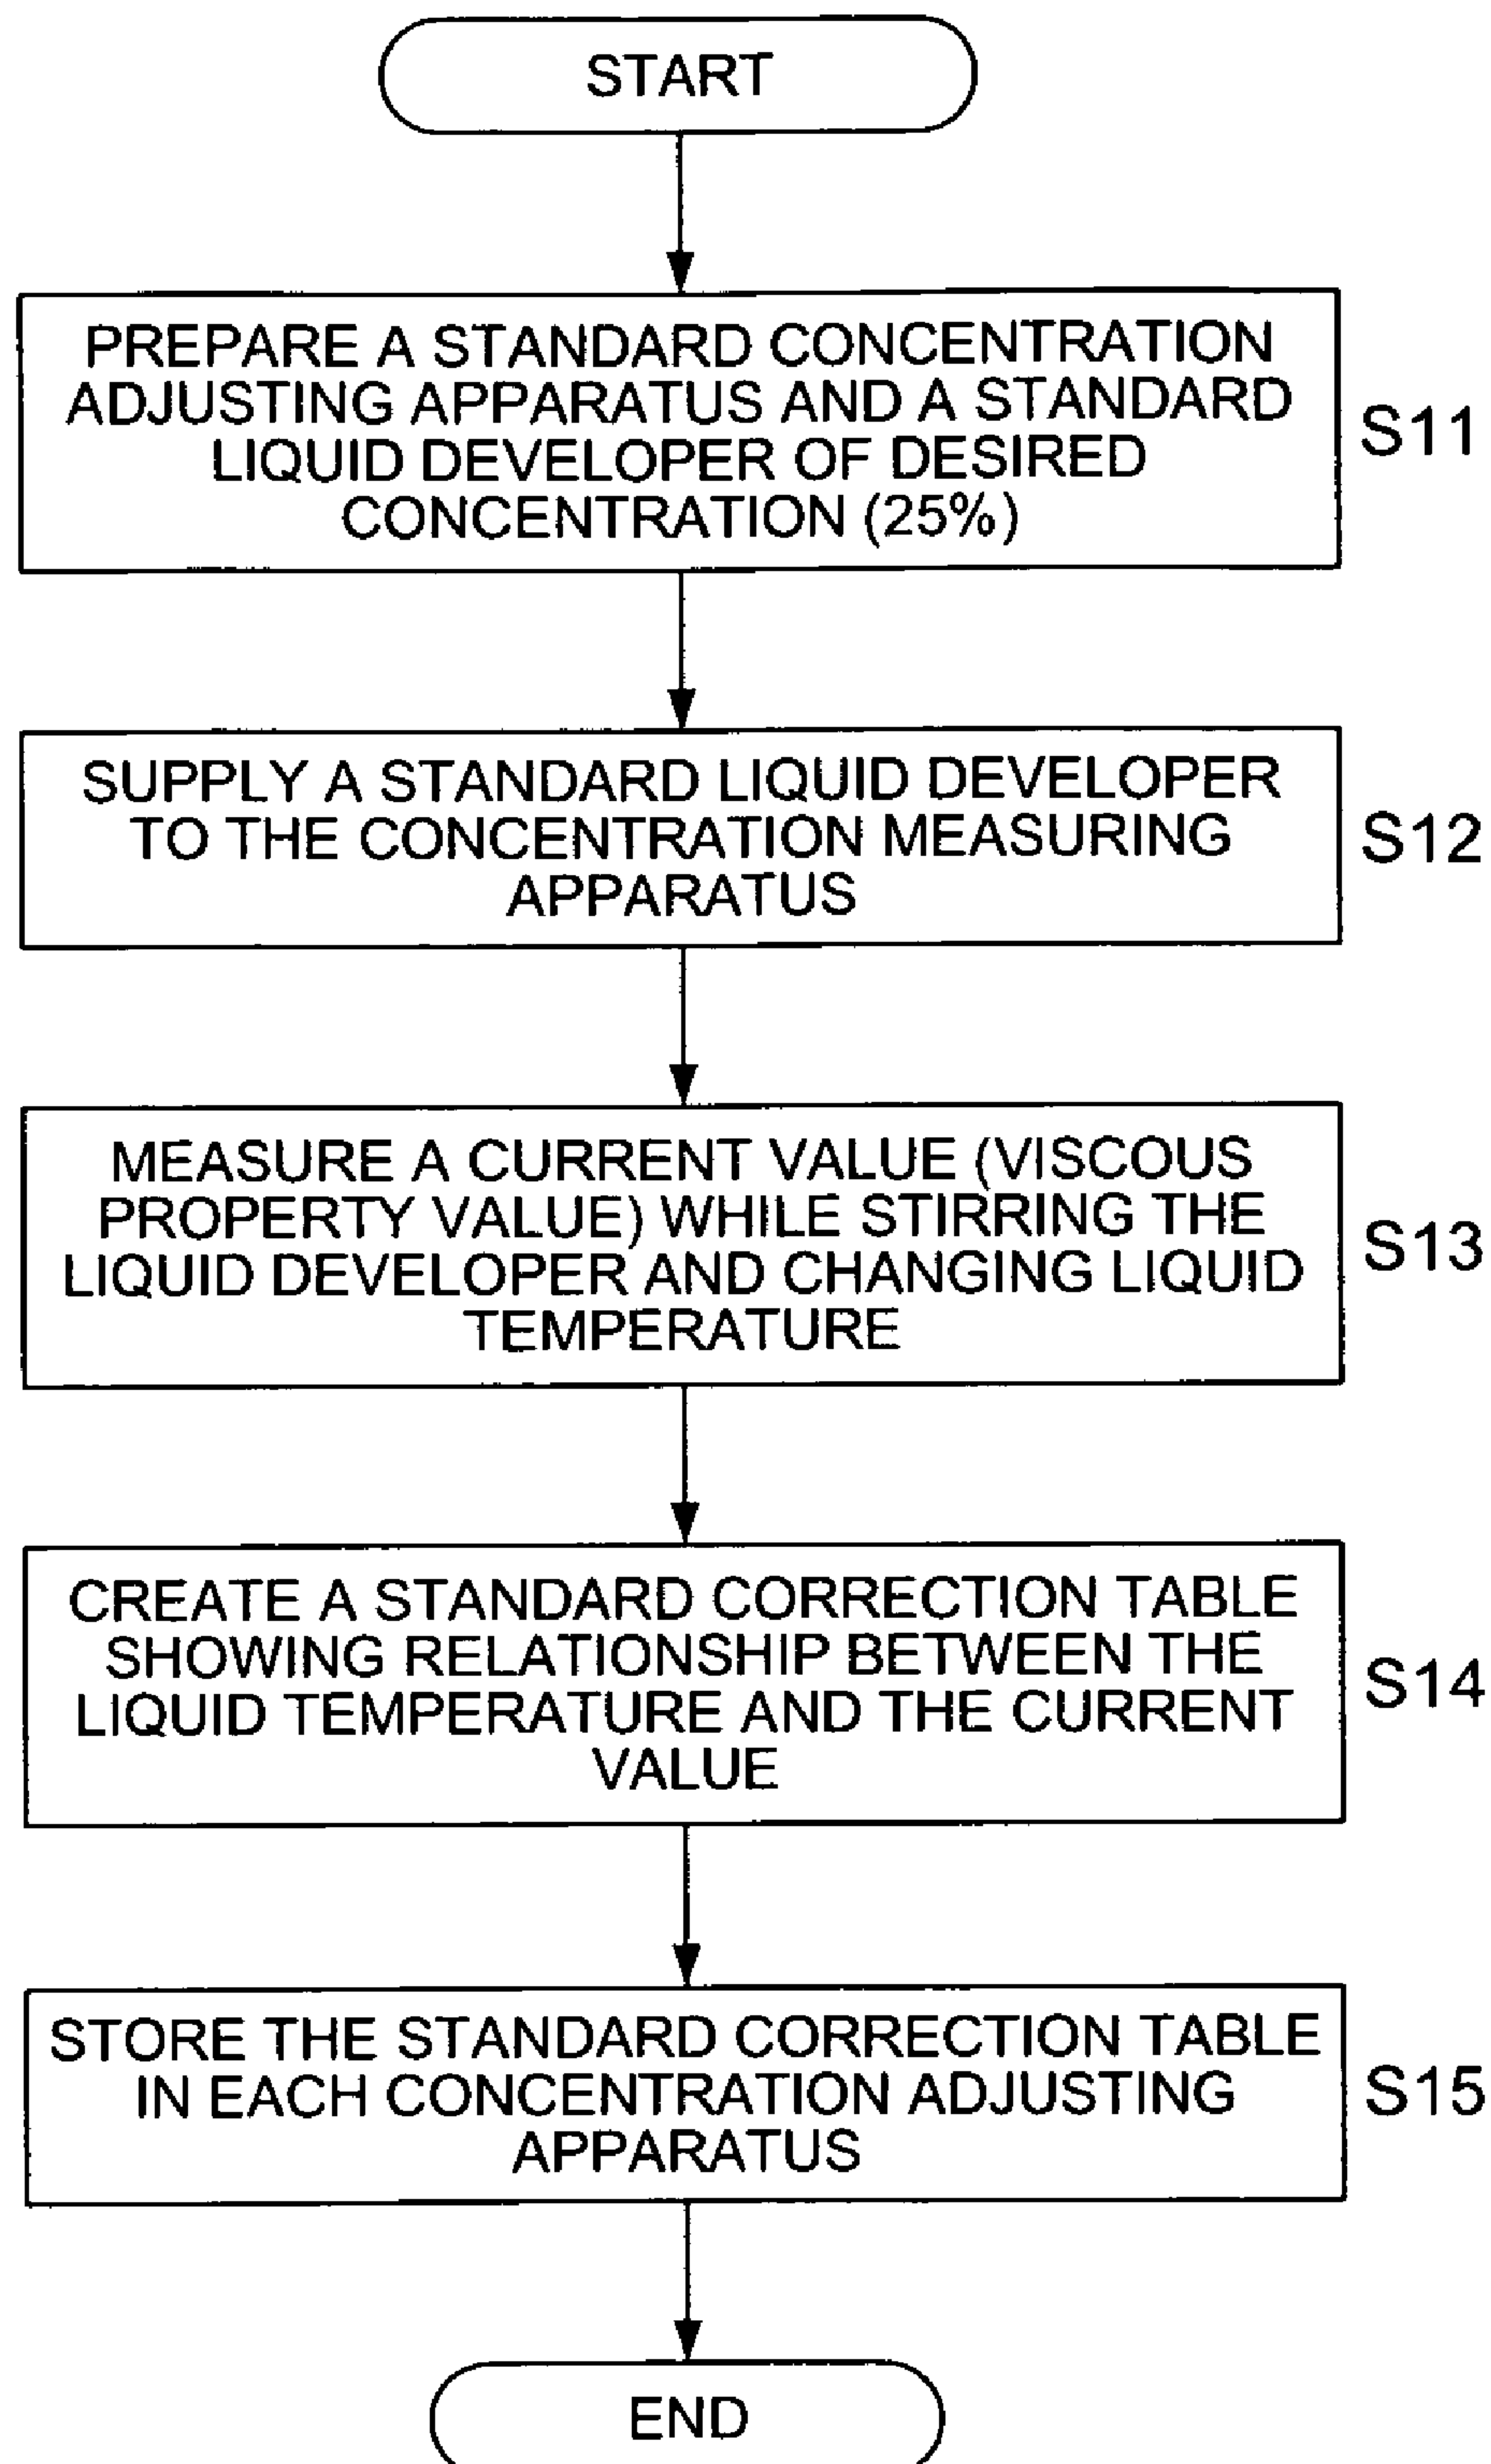 START
PREPARE A STANDARD CONCENTRATION
ADJUSTING APPARATUS AND A STANDARD
LIQUID DEVELOPER OF DESIRED
CONCENTRATION (25%)
S11
SUPPLY A STANDARD LIQUID DEVELOPER
TO THE CONCENTRATION MEASURING
APPARATUS
S12
MEASURE A CURRENT VALUE (VISCOUS
PROPERTY VALUE) WHILE STIRRING THE
LIQUID DEVELOPER AND CHANGING LIQUID
TEMPERATURE
S13
CREATE A STANDARD CORRECTION TABLE
SHOWING RELATIONSHIP BETWEEN THE
LIQUID TEMPERATURE AND THE CURRENT
VALUE
S14
STORE THE STANDARD CORRECTION TABLE
IN EACH CONCENTRATION ADJUSTING
APPARATUS
S15
END